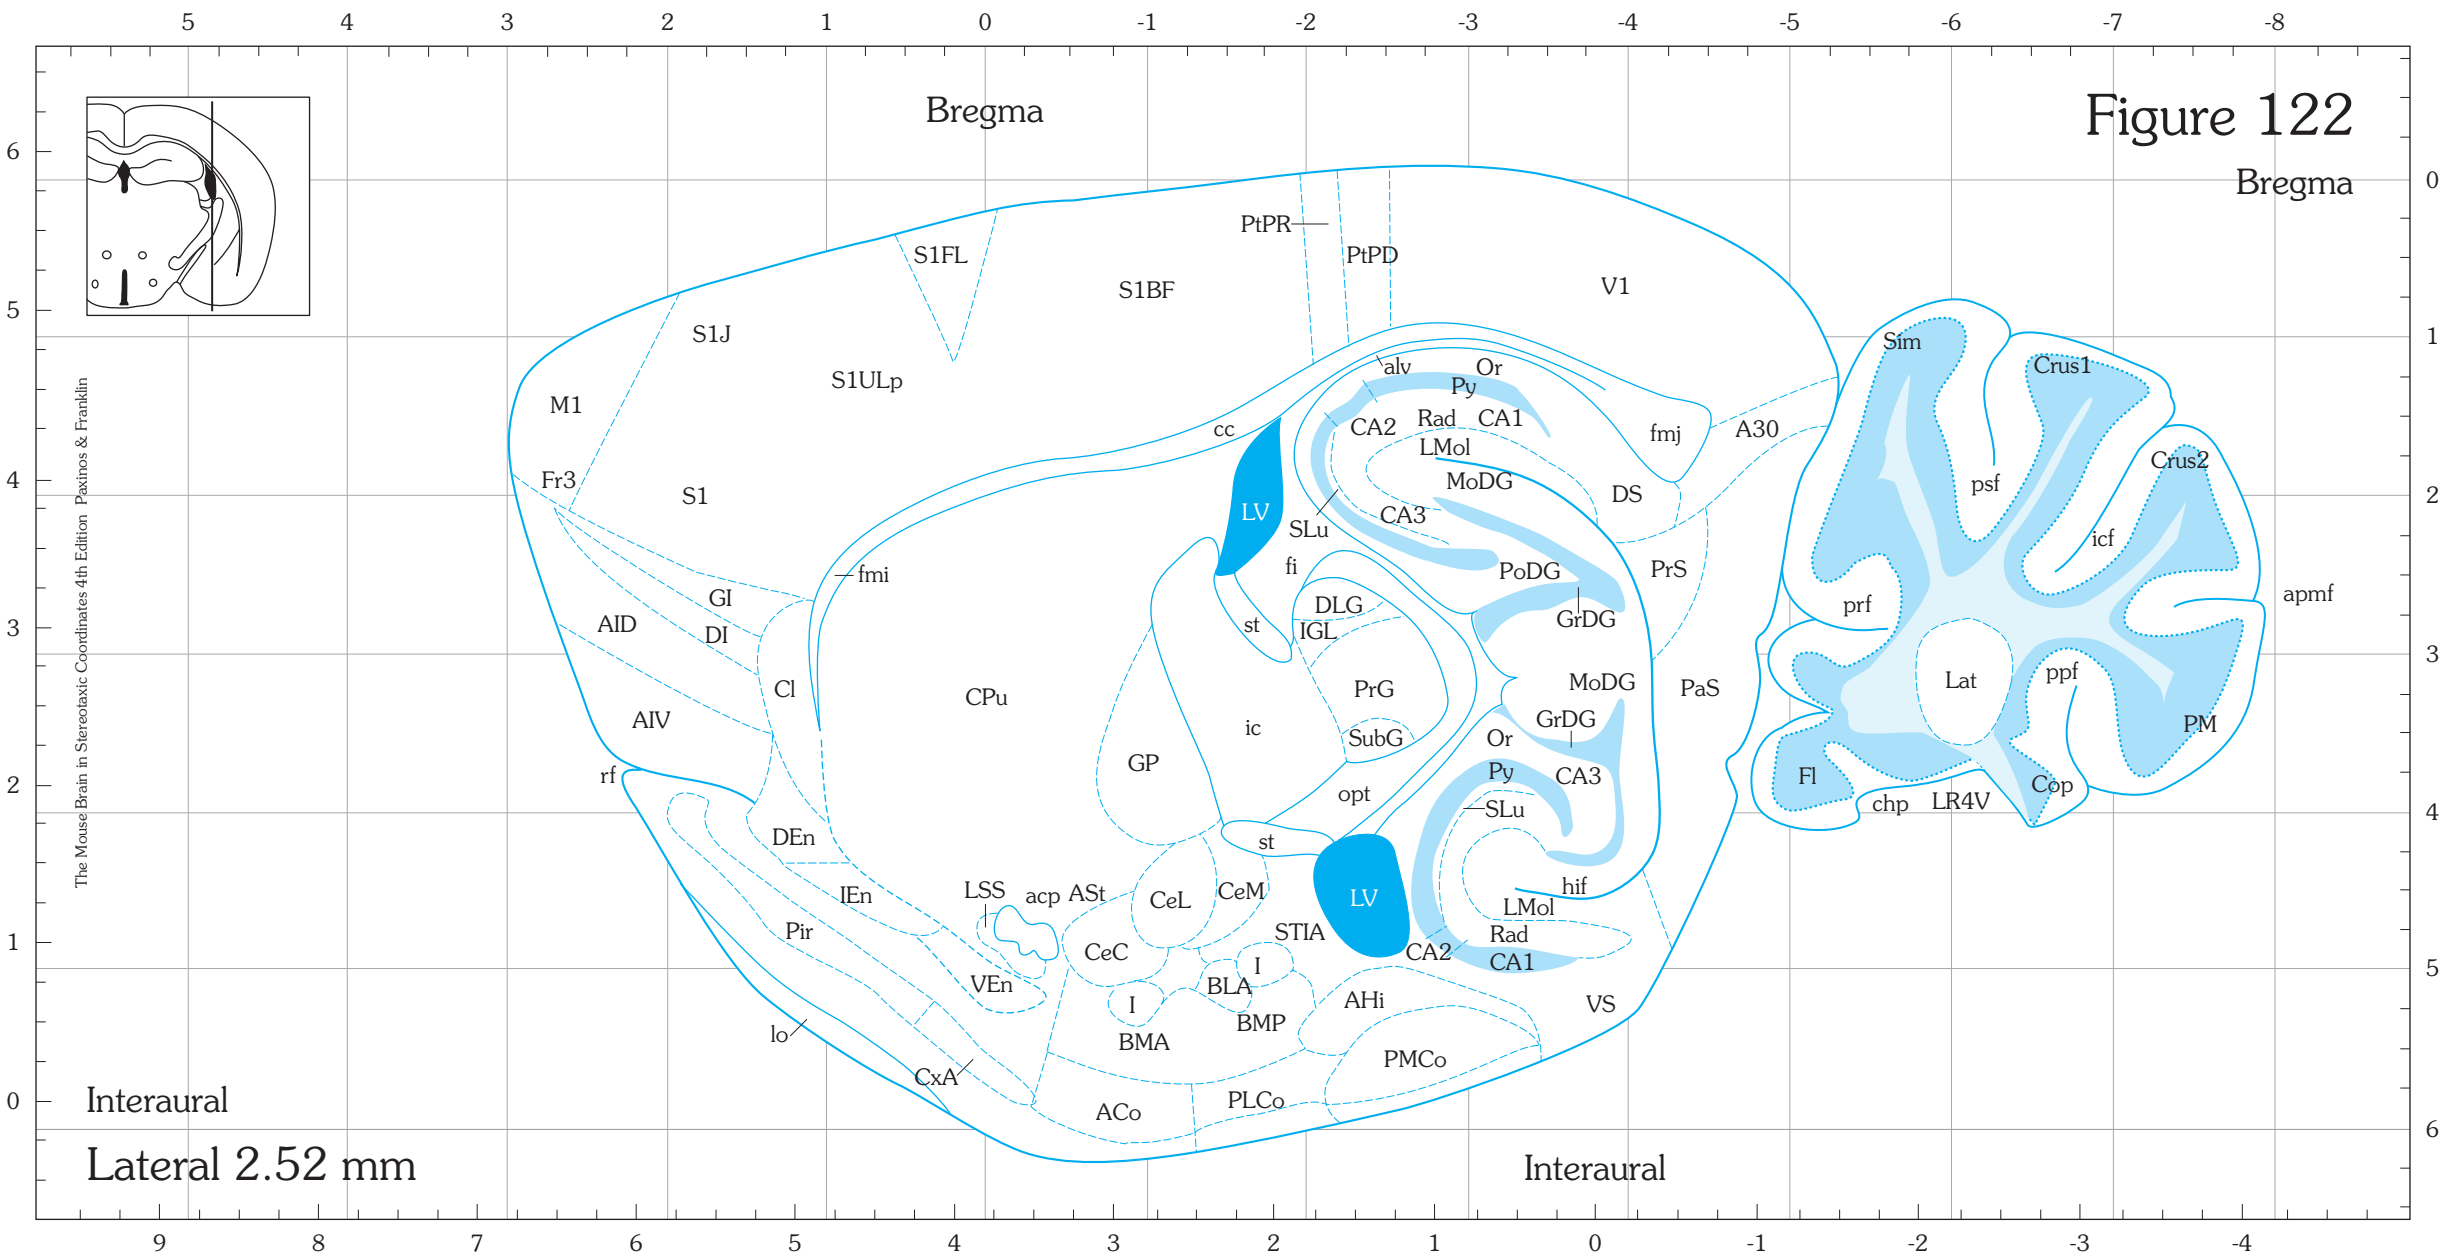 5 4 3 2 1 0 -1 -2 -3 -4 -5 -6 -7 -8
Bregma
Figure 122
Bregma
6
5
4
3
2
1
0
0
1
2
3
4
5
6
The Mouse Brain in Stereotaxic Coordinates 4th Edition Paxinos & Franklin
PtPR
S1FL
PtPD
S1BF
V1
S1J
Sim
Crus1
alv
Or
S1ULp
Py
M1
Rad
CA1
CA2
cc
fmj
A30
LMol
Crus2
Fr3
MoDG
psf
S1
DS
LV
CA3
SLu
icf
fi
PoDG
PrS
fmi
apmf
GI
DLG
prf
GrDG
AID
DI
st
IGL
Lat
ppf
Cl
PrG
MoDG
PaS
CPu
AIV
GrDG
PM
ic
SubG
Or
GP
rf
Py
CA3
Fl
Cop
opt
SLu
chp
LR4V
DEn
st
IEn
LSS
acp
ASt
CeL
CeM
LV
hif
LMol
Pir
STIA
Rad
CeC
CA2
CA1
I
VEn
BLA
I
AHi
VS
lo
BMP
BMA
PMCo
CxA
Interaural
ACo
PLCo
Lateral 2.52 mm
Interaural
9 8 7 6 5 4 3 2 1 0 -1 -2 -3 -4